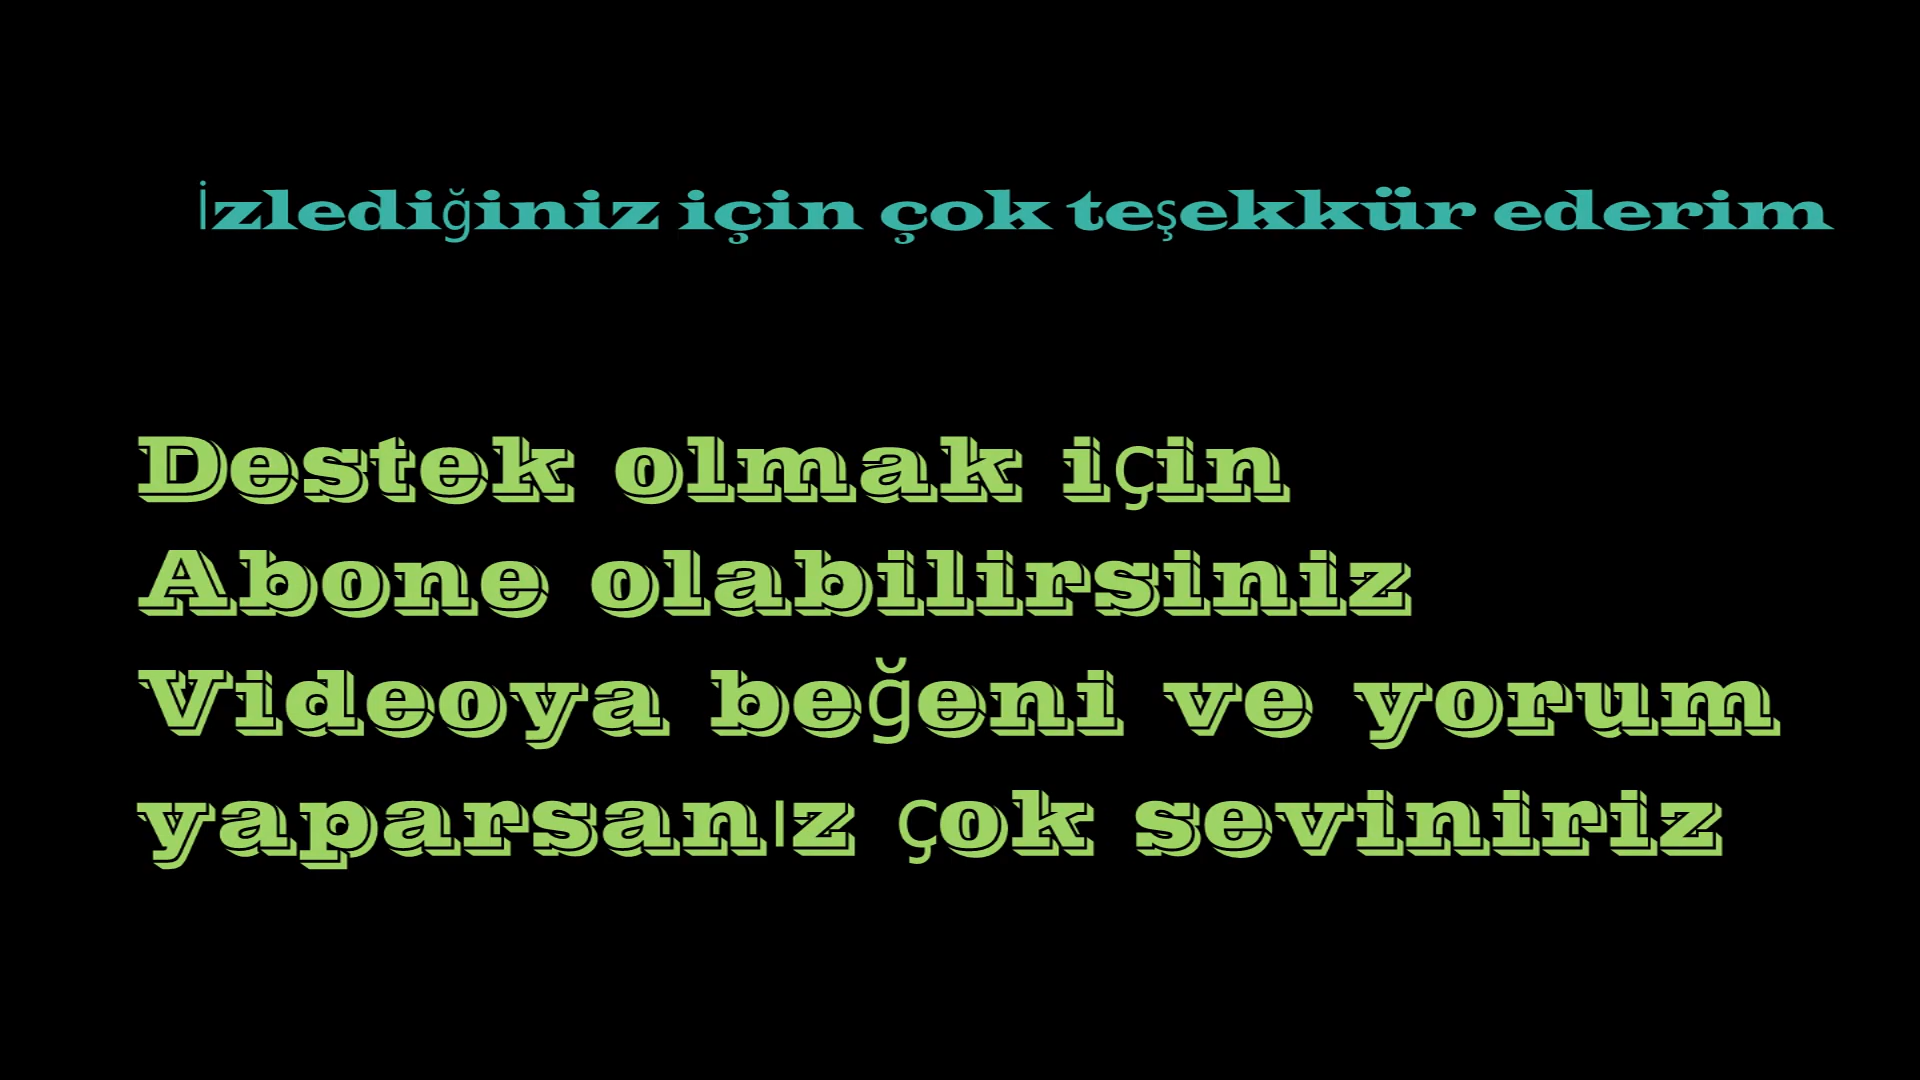 İzlediğiniz için çok teşekkür ederim
Destek olmak için
Abone olabilirsiniz
Videoya beğeni ve yorum
yaparsanız çok seviniriz